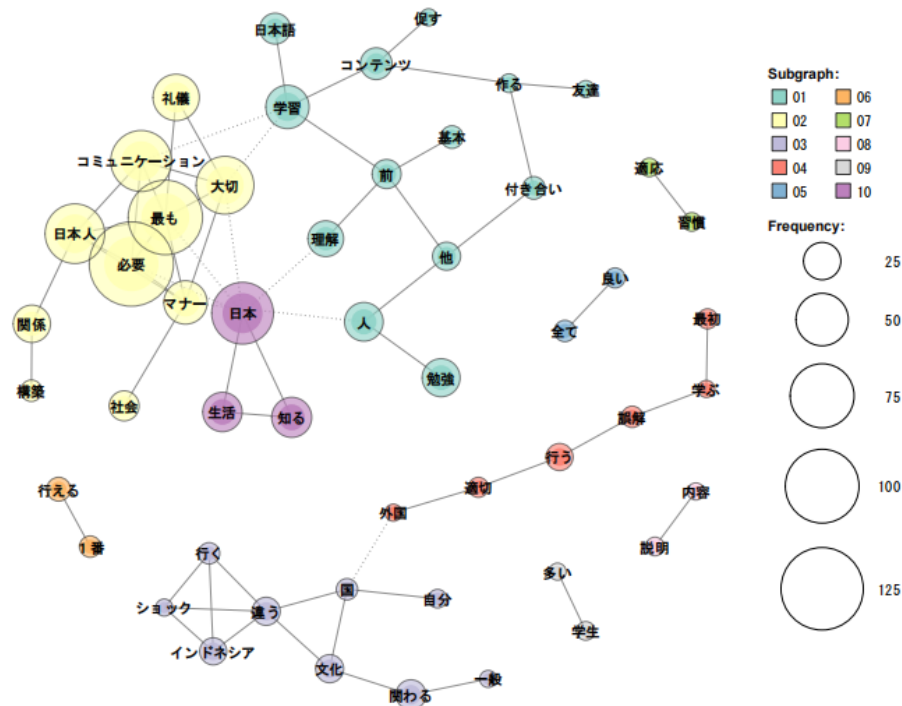 促す
日本語
コンテンツ
作る
友達
礼儀
学習
基本
コミュニケーション
大切
前
適応
付き合い
最も
習慣
日本人
理解
必要
他
良い
マナー
日本
人
最初
関係
全て
勉強
学ぶ
構築
社会
生活
知る
誤解
行う
適切
行える
内容
外国
1番
説明
行く
多い
国
自分
ショック
違う
学生
インドネシア
文化
一般
関わる
Subgraph:
01 06
02 07
03 08
04 09
05 10
Frequency:
25
50
75
100
125